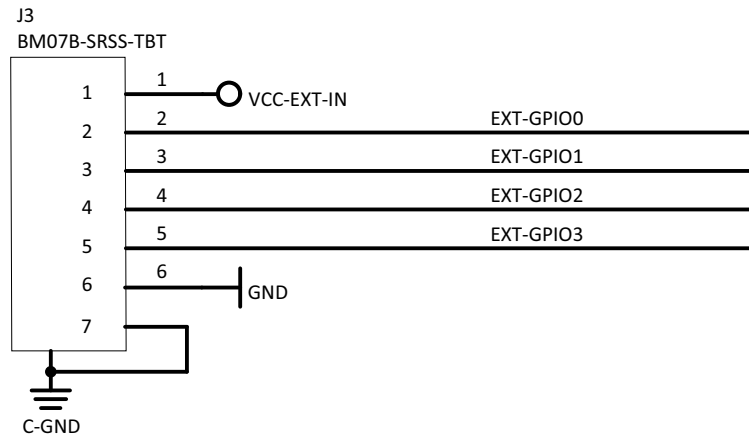 J3
BM07B-SRSS-TBT
1 1 VCC-EXT-IN
2 2 EXT-GPIO0
3 3 EXT-GPIO1
4 4 EXT-GPIO2
5 5 EXT-GPIO3
6 6 GND
7
C-GND